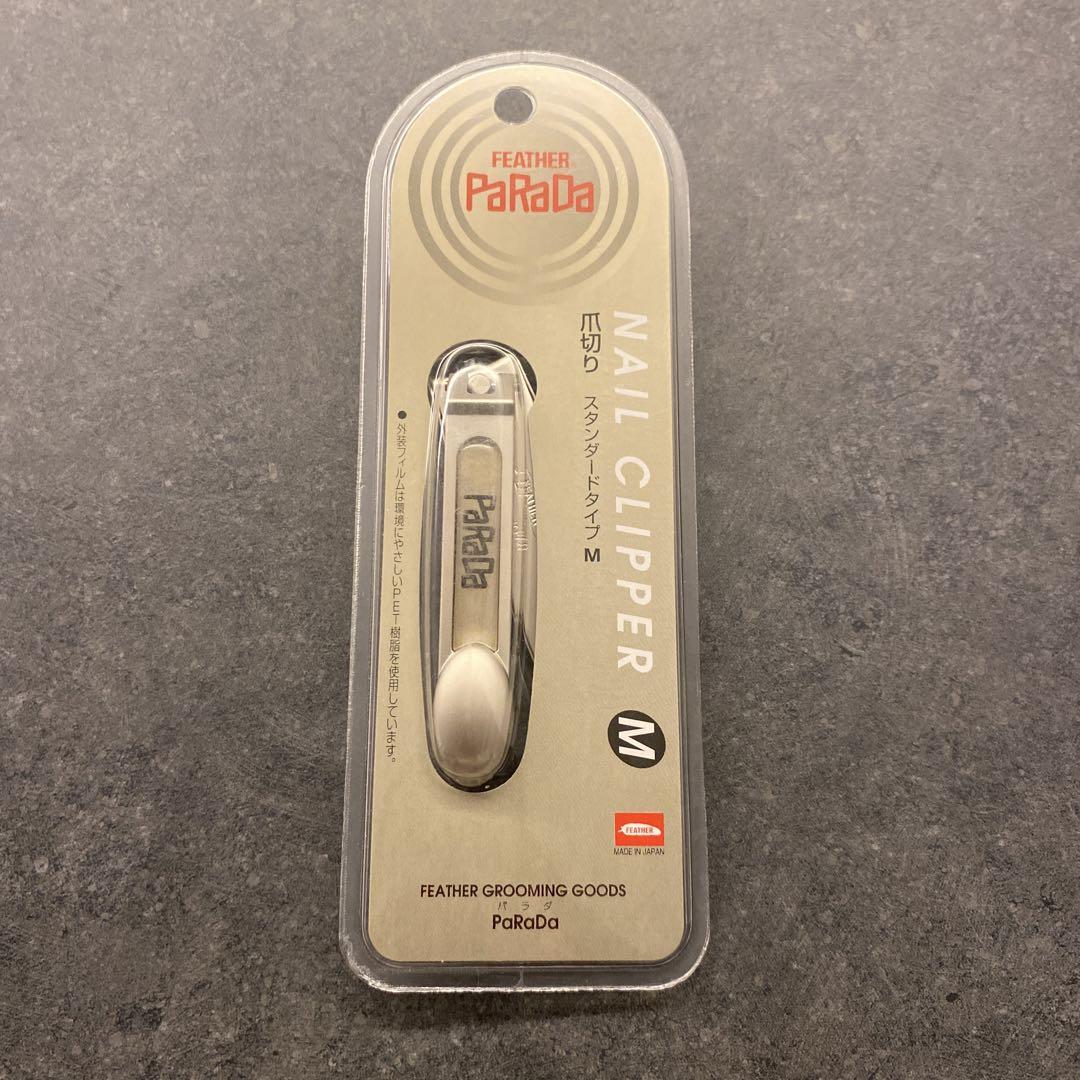 FEATHER®
PaRaDa
NAIL CLIPPER M
爪切り スタンダードタイプ M
PaRaDa
●外装フィルムは環境にやさしいPET樹脂を使用しています。
FEATHER
MADE IN JAPAN
FEATHER GROOMING GOODS
パラダ
PaRaDa